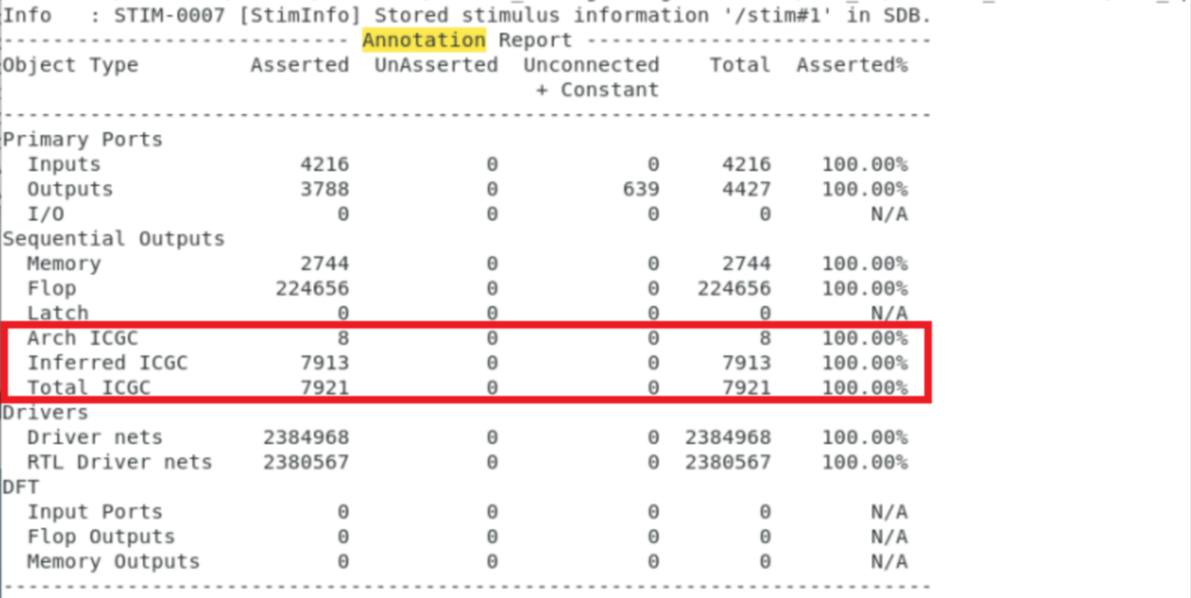 Info   : STIM-0007 [StimInfo] Stored stimulus information '/stim#1' in SDB.
---------------------------- Annotation Report ----------------------------
Object Type         Asserted  UnAsserted  Unconnected    Total  Asserted%
                                           + Constant
---------------------------------------------------------------------------
Primary Ports
  Inputs                4216           0            0     4216    100.00%
  Outputs               3788           0          639     4427    100.00%
  I/O                      0           0            0        0        N/A
Sequential Outputs
  Memory                2744           0            0     2744    100.00%
  Flop                224656           0            0   224656    100.00%
  Latch                    0           0            0        0        N/A
  Arch ICGC                8           0            0        8    100.00%
  Inferred ICGC         7913           0            0     7913    100.00%
  Total ICGC            7921           0            0     7921    100.00%
Drivers
  Driver nets        2384968           0            0  2384968    100.00%
  RTL Driver nets    2380567           0            0  2380567    100.00%
DFT
  Input Ports              0           0            0        0        N/A
  Flop Outputs             0           0            0        0        N/A
  Memory Outputs           0           0            0        0        N/A
---------------------------------------------------------------------------